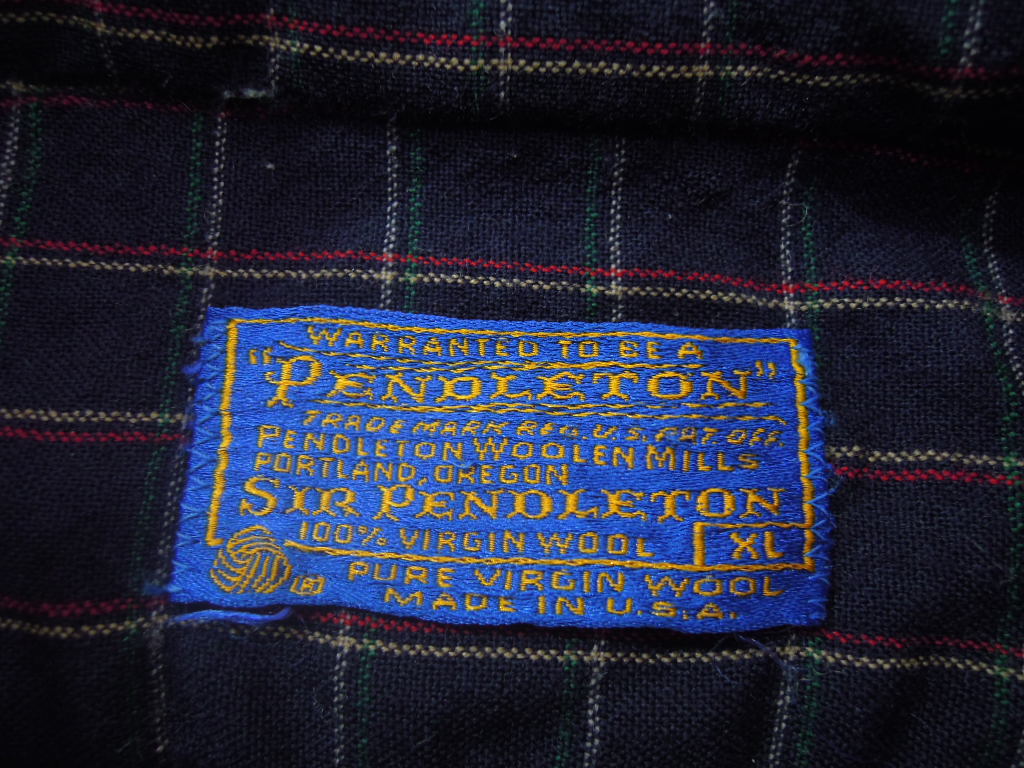 WARRANTED TO BE A
"PENDLETON"
TRADE MARK REG. U.S. PAT. OFF.
PENDLETON WOOLEN MILLS
PORTLAND, OREGON
SIR PENDLETON
100% VIRGIN WOOL XL
® PURE VIRGIN WOOL
MADE IN U.S.A.